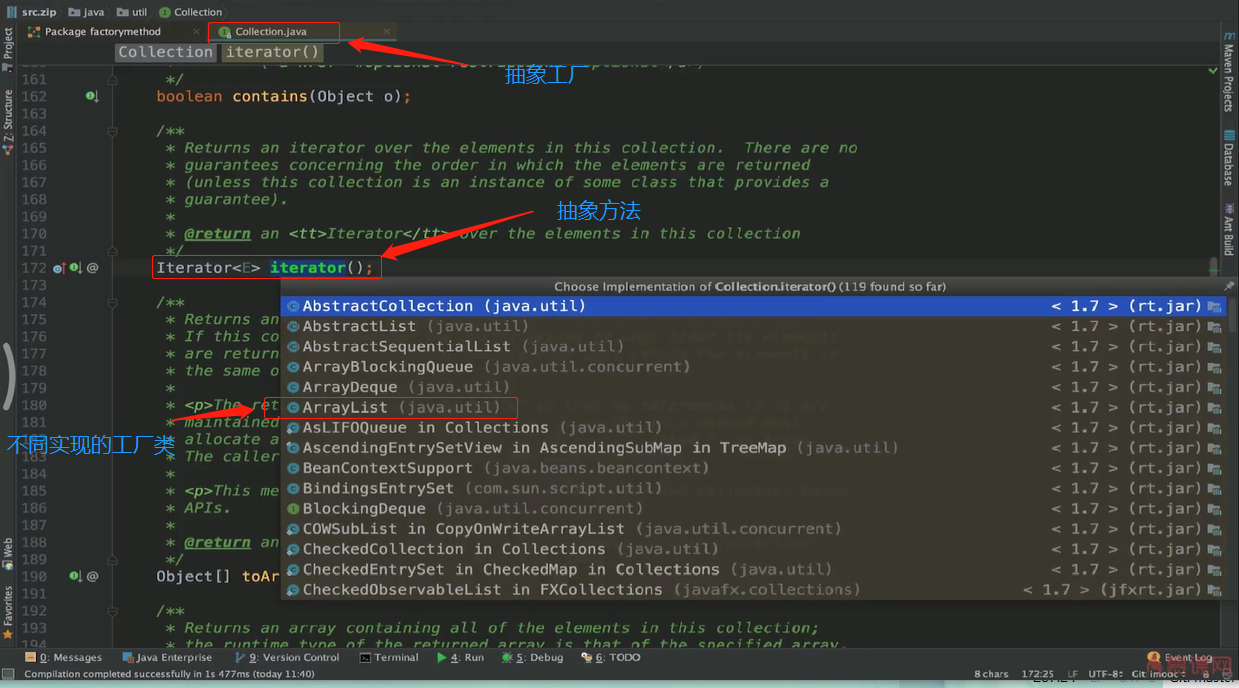 src.zip java util Collection
Package factorymethod Collection.java
Collection iterator()
抽象工厂
161 */
162 boolean contains(Object o);
163
164 /**
165 * Returns an iterator over the elements in this collection. There are no
166 * guarantees concerning the order in which the elements are returned
167 * (unless this collection is an instance of some class that provides a
168 * guarantee).
169 *
抽象方法
170 * @return an <tt>Iterator</tt> over the elements in this collection
171 */
172 Iterator<E> iterator();
173
Choose Implementation of Collection.iterator() (119 found so far)
174 /**
AbstractCollection (java.util) < 1.7 > (rt.jar)
175 * Returns an
AbstractList (java.util) < 1.7 > (rt.jar)
176 * If this co
AbstractSequentialList (java.util) < 1.7 > (rt.jar)
177 * are return
ArrayBlockingQueue (java.util.concurrent) < 1.7 > (rt.jar)
178 * the same o
ArrayDeque (java.util) < 1.7 > (rt.jar)
179 *
180 * <p>The ret
ArrayList (java.util) < 1.7 > (rt.jar)
181 * maintained
AsLIFOQueue in Collections (java.util) < 1.7 > (rt.jar)
不同实现的工厂类
allocate a
AscendingEntrySetView in AscendingSubMap in TreeMap (java.util) < 1.7 > (rt.jar)
183 * The caller
BeanContextSupport (java.beans.beancontext) < 1.7 > (rt.jar)
184 *
185 * <p>This me
BindingsEntrySet (com.sun.script.util) < 1.7 > (rt.jar)
186 * APIs.
BlockingDeque (java.util.concurrent) < 1.7 > (rt.jar)
187 *
COWSubList in CopyOnWriteArrayList (java.util.concurrent) < 1.7 > (rt.jar)
188 * @return an
CheckedCollection in Collections (java.util) < 1.7 > (rt.jar)
189 */
CheckedEntrySet in CheckedMap in Collections (java.util) < 1.7 > (rt.jar)
190 Object[] toAr
CheckedObservableList in FXCollections (javafx.collections) < 1.7 > (jfxrt.jar)
191
192 /**
193 * Returns an array containing all of the elements in this collection;
194 * the runtime type of the returned array is that of the specified array.
Project
Z: Structure
Web
Favorites
Maven Projects
Database
Ant Build
0: Messages Java Enterprise 9: Version Control Terminal 4: Run 5: Debug 6: TODO Event Log
Compilation completed successfully in 1s 477ms (today 11:40) 8 chars 172:25 LF UTF-8 Git: imooc
慕课网